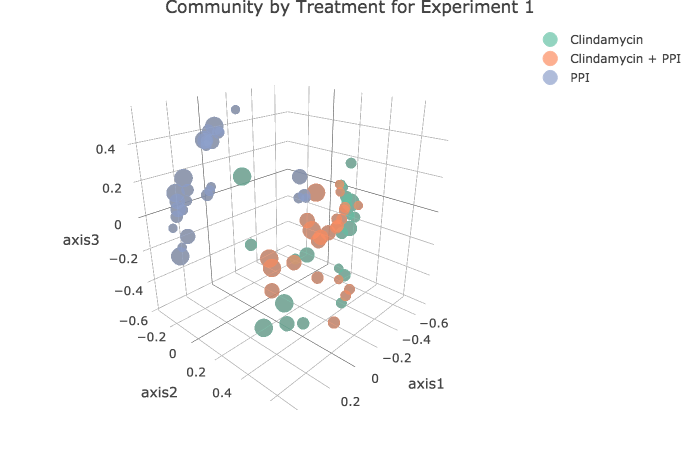 Community by Treatment for Experiment 1
Clindamycin
Clindamycin + PPI
PPI
0.4
0.2
0
−0.2
−0.4
−0.6
axis3
−0.2
0
0.2
0.4
axis2
−0.6
−0.4
−0.2
0
0.2
axis1